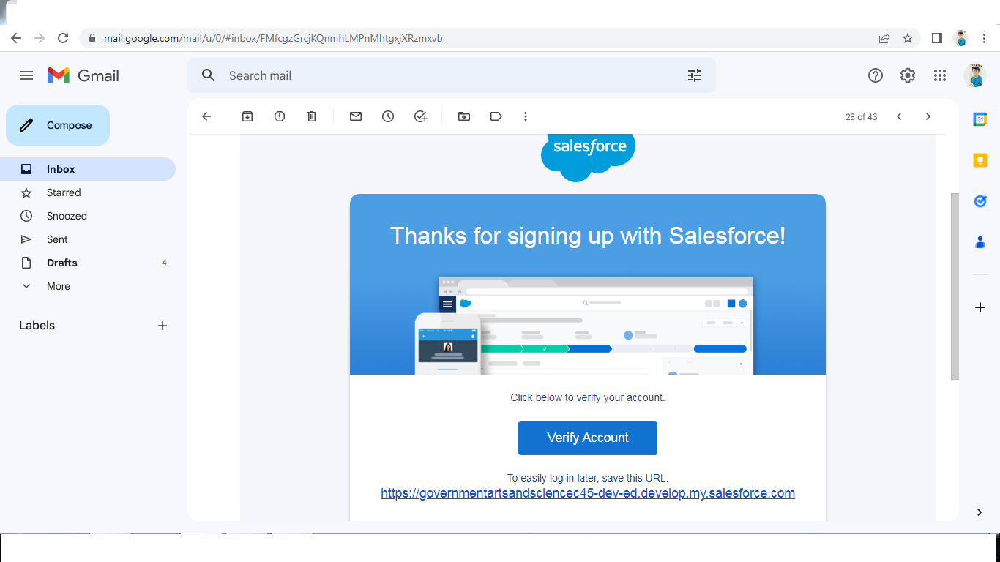 mail.google.com/mail/u/0/#inbox/FMfcgzGrcjKQnmhLMPnMhtgxjXRzmxvb
Gmail
Search mail
Compose
28 of 43
31
Inbox
Starred
Snoozed
Sent
Drafts 4
More
Labels
salesforce
Thanks for signing up with Salesforce!
Click below to verify your account.
Verify Account
To easily log in later, save this URL:
https://governmentartsandsciencec45-dev-ed.develop.my.salesforce.com